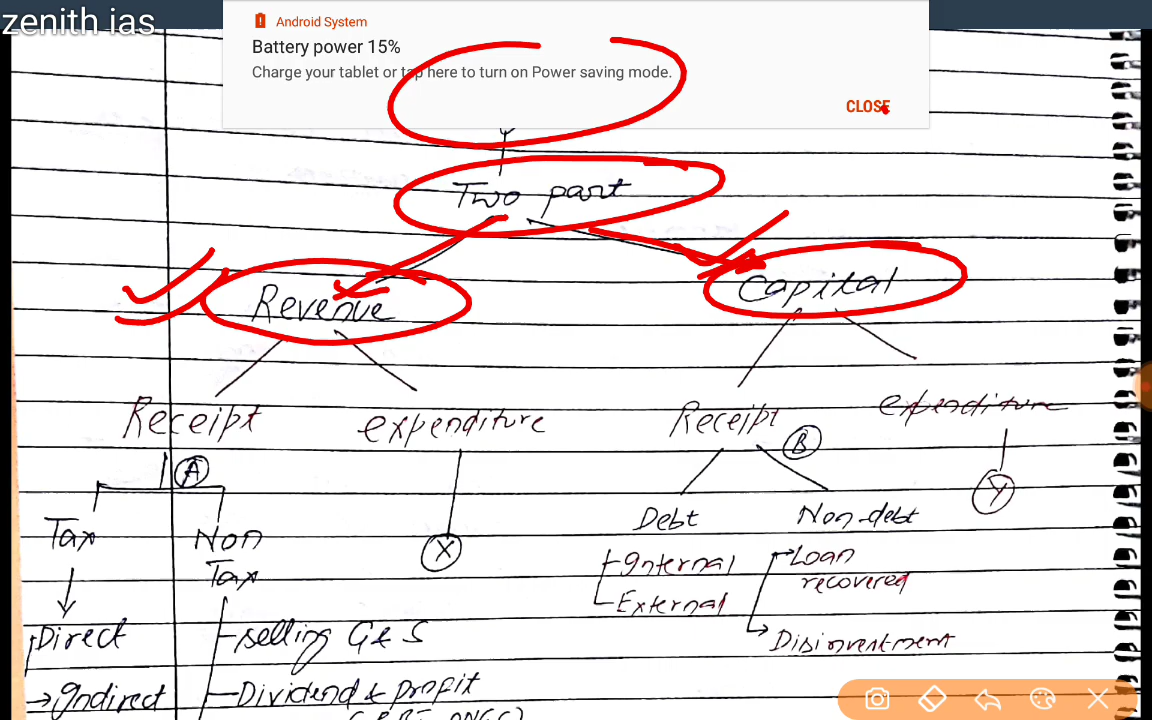 zenith ias
Android System
Battery power 15%
Charge your tablet or tap here to turn on Power saving mode.
CLOSE
Two part
Revenue
Capital
Receipt
expenditure
Receipt
expenditure
A
B
X
Y
Tax
Non
Tax
Debt
Non-debt
Internal
External
Loan
recovered
Disinvestment
Direct
Indirect
selling G & S
Dividend & profit